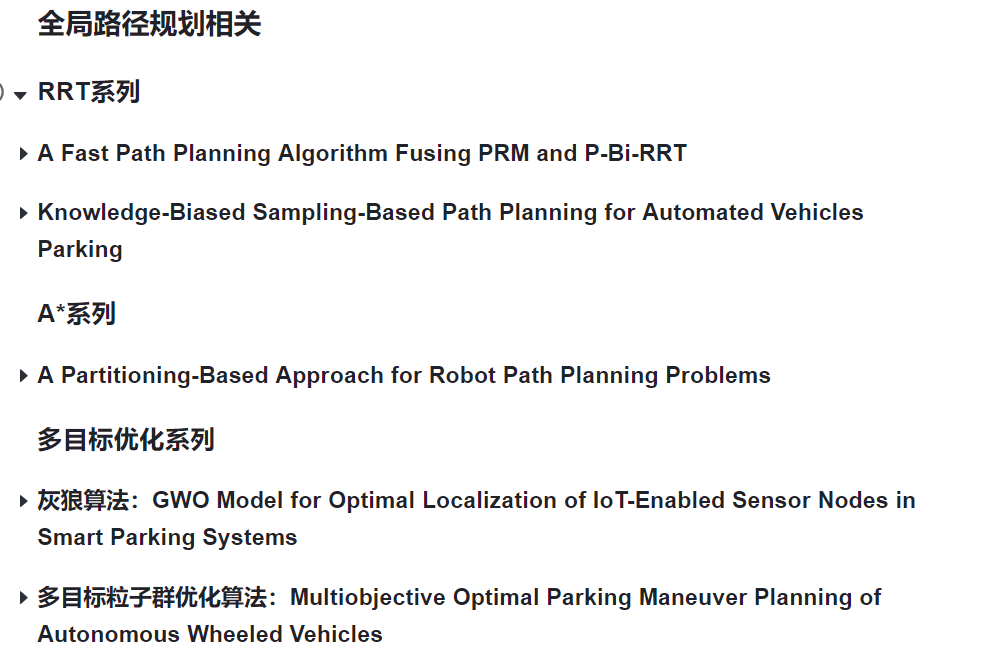 全局路径规划相关
RRT系列
A Fast Path Planning Algorithm Fusing PRM and P-Bi-RRT
Knowledge-Biased Sampling-Based Path Planning for Automated Vehicles
Parking
A*系列
A Partitioning-Based Approach for Robot Path Planning Problems
多目标优化系列
灰狼算法：GWO Model for Optimal Localization of IoT-Enabled Sensor Nodes in
Smart Parking Systems
多目标粒子群优化算法：Multiobjective Optimal Parking Maneuver Planning of
Autonomous Wheeled Vehicles